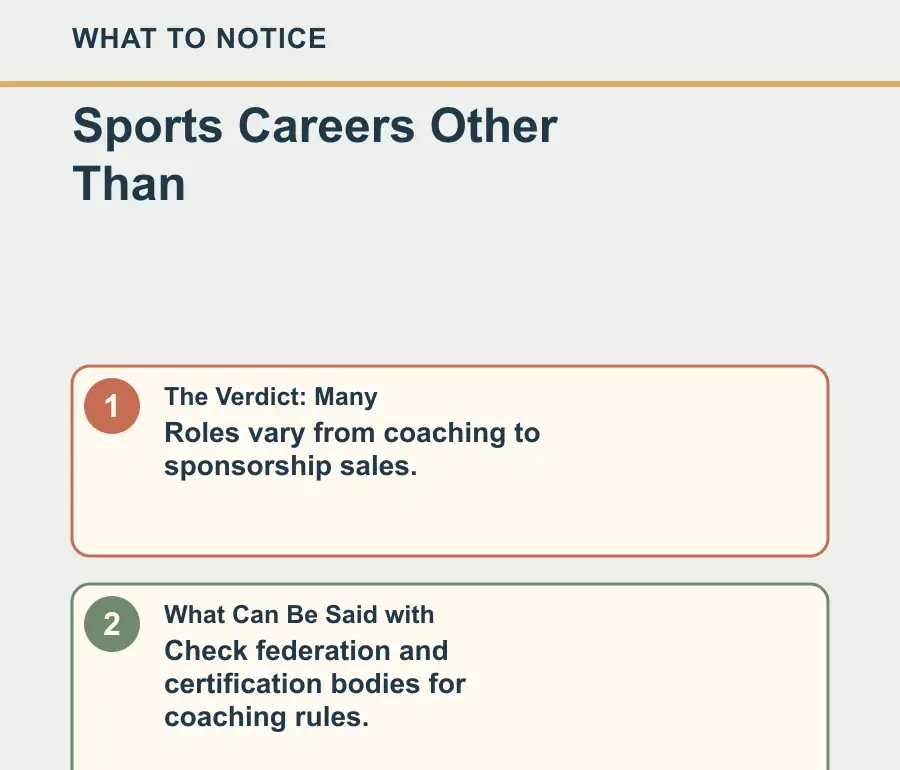 WHAT TO NOTICE
Sports Careers Other
Than
1
The Verdict: Many
Roles vary from coaching to
sponsorship sales.
2
What Can Be Said with
Check federation and
certification bodies for
coaching rules.